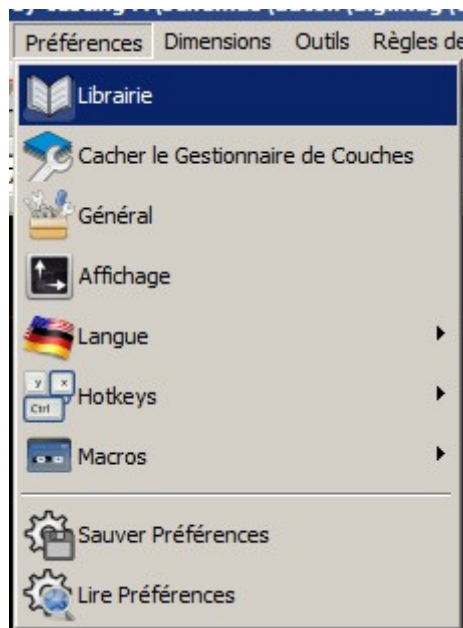 Préférences Dimensions Outils Règles de
Librairie
Cacher le Gestionnaire de Couches
Général
Affichage
Langue
y x
Ctrl
Hotkeys
Macros
Sauver Préférences
Lire Préférences